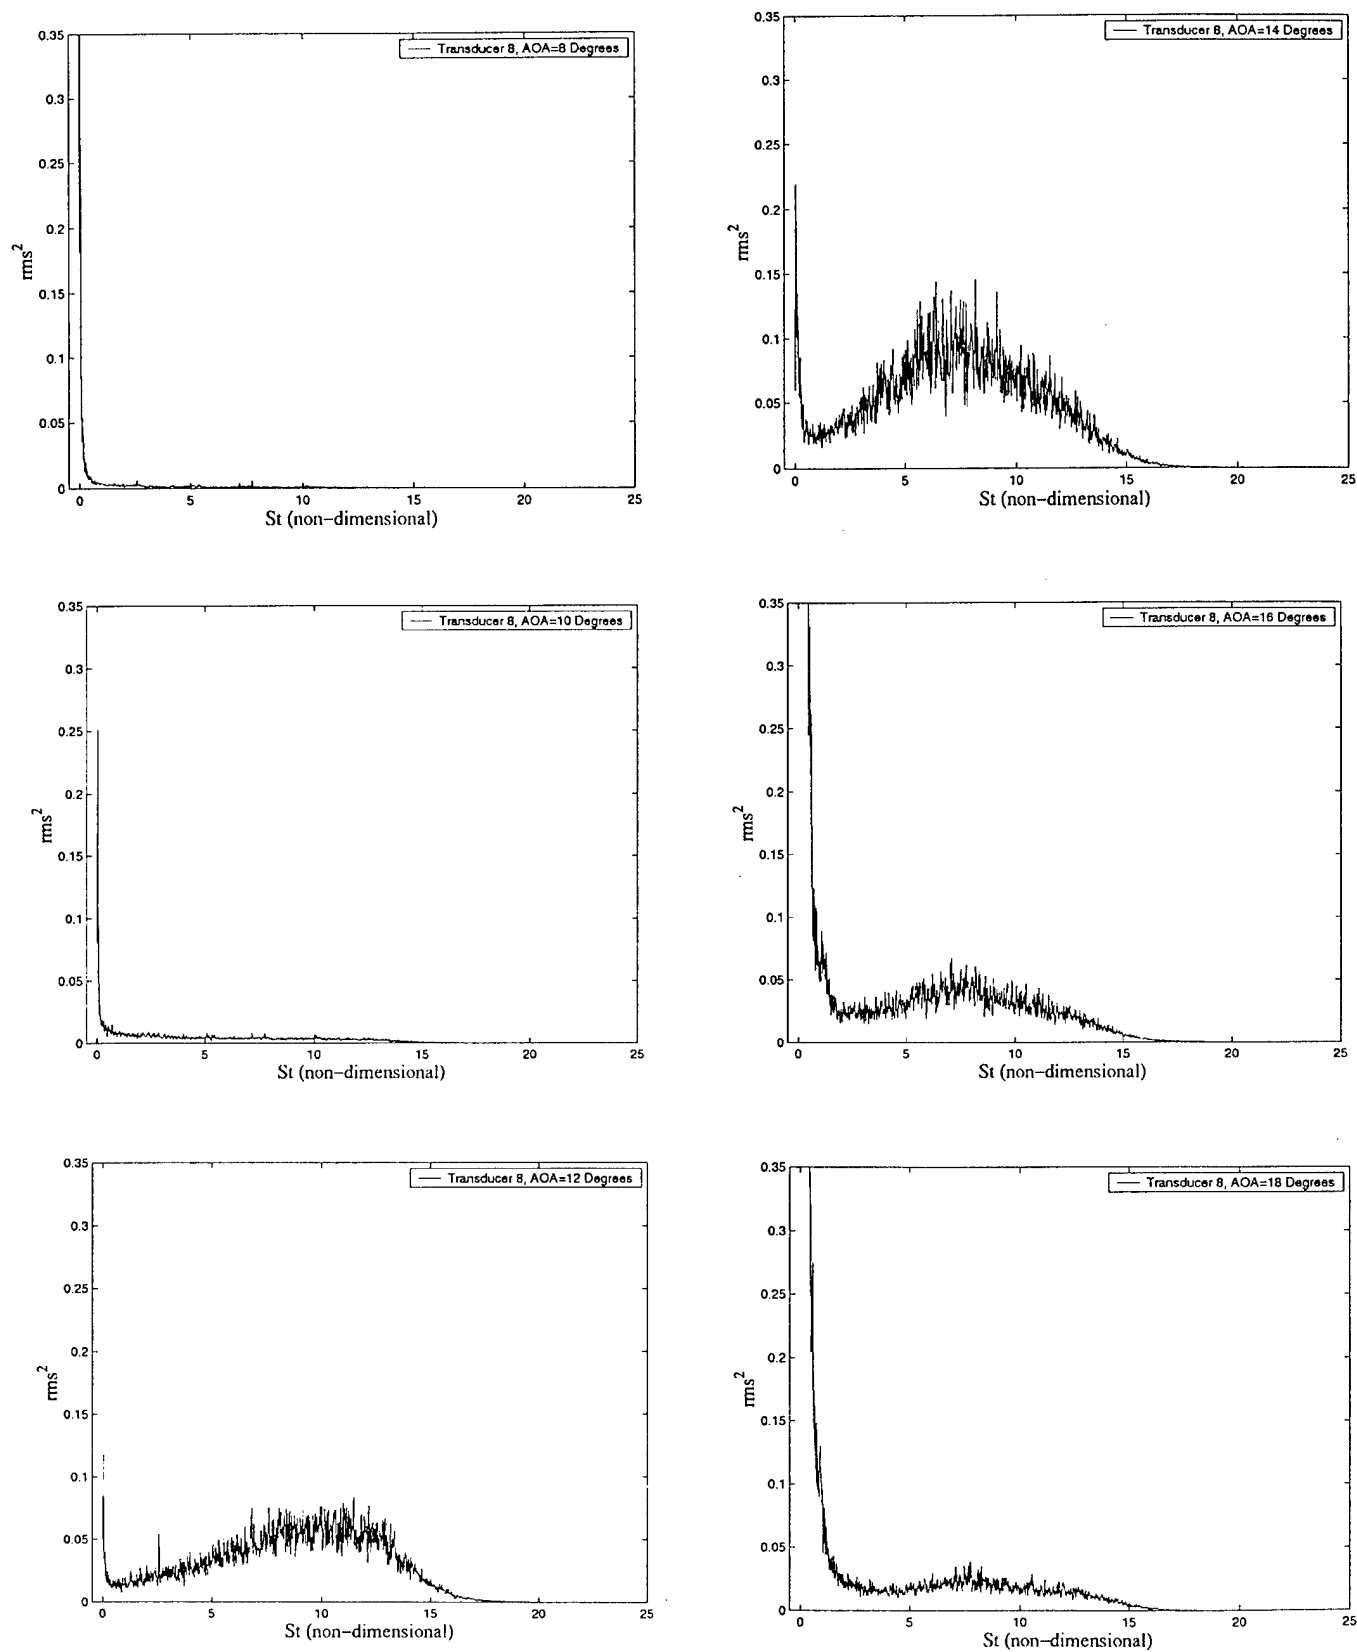 0.35
Transducer 8, AOA=8 Degrees
0.3
0.25
0.2
rms²
0.15
0.1
0.05
0
0 5 10 15 20 25
St (non-dimensional)
0.35
Transducer 8, AOA=14 Degrees
0.3
0.25
0.2
rms²
0.15
0.1
0.05
0
0 5 10 15 20 25
St (non-dimensional)
0.35
Transducer 8, AOA=10 Degrees
0.3
0.25
0.2
rms²
0.15
0.1
0.05
0
0 5 10 15 20 25
St (non-dimensional)
0.35
Transducer 8, AOA=16 Degrees
0.3
0.25
0.2
rms²
0.15
0.1
0.05
0
0 5 10 15 20 25
St (non-dimensional)
0.35
Transducer 8, AOA=12 Degrees
0.3
0.25
0.2
rms²
0.15
0.1
0.05
0
0 5 10 15 20 25
St (non-dimensional)
0.35
Transducer 8, AOA=18 Degrees
0.3
0.25
0.2
rms²
0.15
0.1
0.05
0
0 5 10 15 20 25
St (non-dimensional)